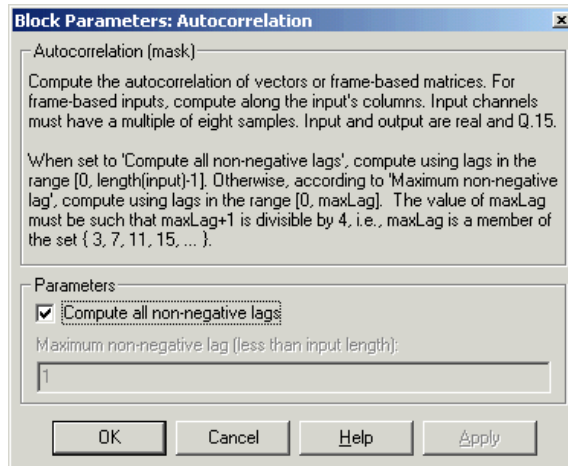 Block Parameters: Autocorrelation
Autocorrelation (mask)
Compute the autocorrelation of vectors or frame-based matrices. For
frame-based inputs, compute along the input's columns. Input channels
must have a multiple of eight samples. Input and output are real and Q.15.
When set to 'Compute all non-negative lags', compute using lags in the
range [0, length(input)-1]. Otherwise, according to 'Maximum non-negative
lag', compute using lags in the range [0, maxLag]. The value of maxLag
must be such that maxLag+1 is divisible by 4, i.e., maxLag is a member of
the set { 3, 7, 11, 15, ... }.
Parameters
Compute all non-negative lags
Maximum non-negative lag (less than input length):
1
OK Cancel Help Apply